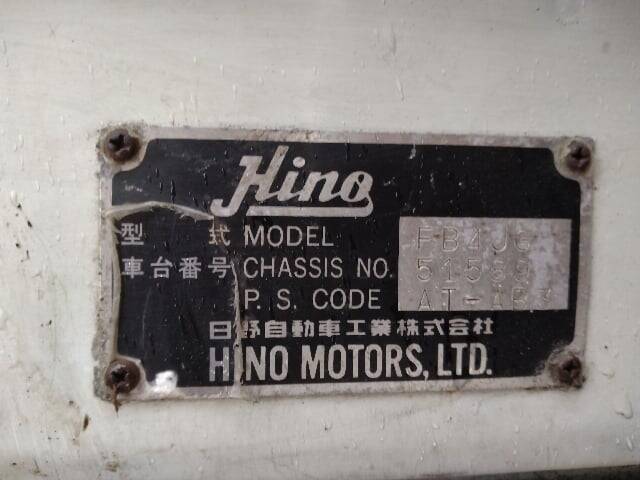 Hino
型 式 MODEL FB4JG
車台番号 CHASSIS NO.
P. S. CODE
日野自動車工業株式会社
HINO MOTORS, LTD.